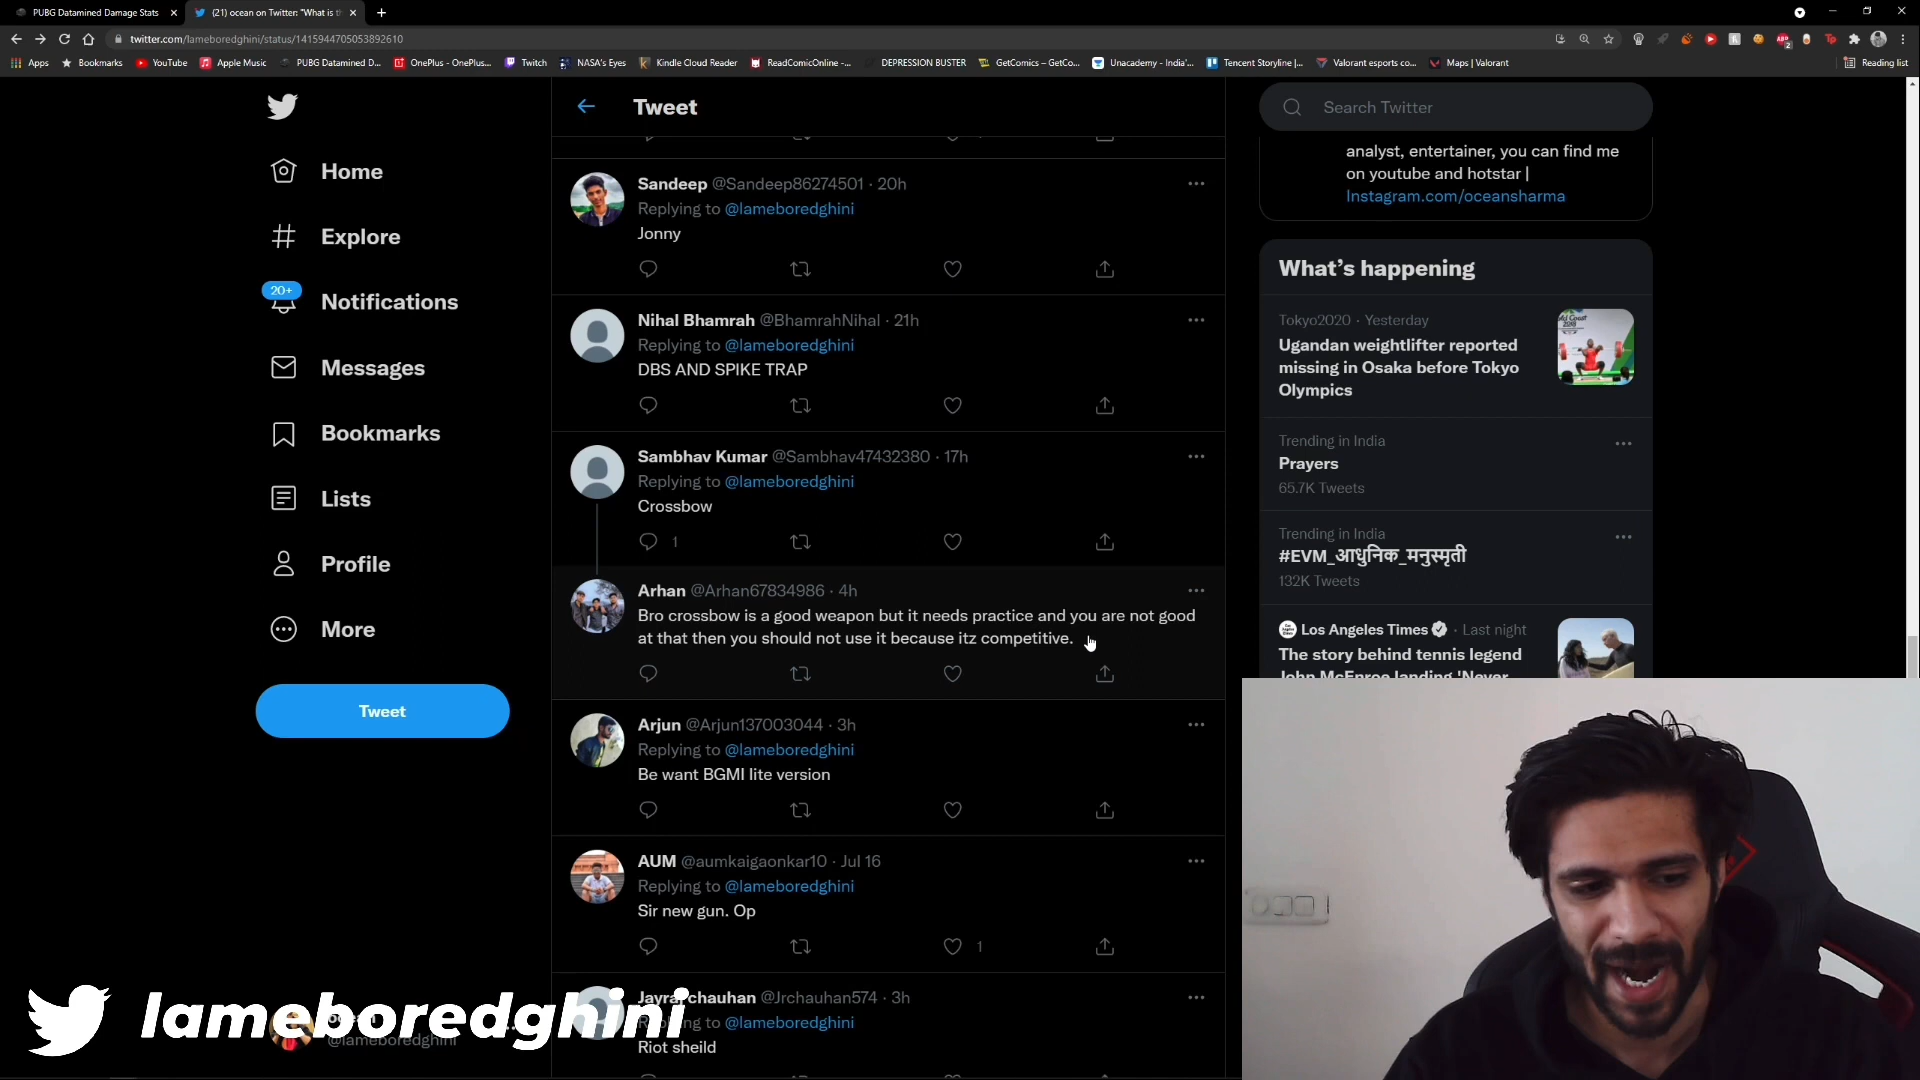 PUBG Datamined Damage Stats
(21) ocean on Twitter: "What is t
twitter.com/lameboredghini/status/1415944705053892610
Apps
Bookmarks
YouTube
Apple Music
PUBG Datamined D...
OnePlus - OnePlus...
Twitch
NASA's Eyes
Kindle Cloud Reader
ReadComicOnline -...
DEPRESSION BUSTER
GetComics – GetCo...
Unacademy - India'...
Tencent Storyline |...
Valorant esports co...
Maps | Valorant
Reading list
Home
Explore
20+
Notifications
Messages
Bookmarks
Lists
Profile
More
Tweet
Tweet
Sandeep @Sandeep86274501 · 20h
Replying to @lameboredghini
Jonny
Nihal Bhamrah @BhamrahNihal · 21h
Replying to @lameboredghini
DBS AND SPIKE TRAP
Sambhav Kumar @Sambhav47432380 · 17h
Replying to @lameboredghini
Crossbow
1
Arhan @Arhan67834986 · 4h
Bro crossbow is a good weapon but it needs practice and you are not good
at that then you should not use it because itz competitive.
Arjun @Arjun137003044 · 3h
Replying to @lameboredghini
Be want BGMI lite version
AUM @aumkaigaonkar10 · Jul 16
Replying to @lameboredghini
Sir new gun. Op
1
chauhan @Jrchauhan574 · 3h
to @lameboredghini
Riot sheild
Search Twitter
analyst, entertainer, you can find me
on youtube and hotstar |
Instagram.com/oceansharma
What's happening
Tokyo2020 · Yesterday
Ugandan weightlifter reported
missing in Osaka before Tokyo
Olympics
Trending in India
Prayers
65.7K Tweets
Trending in India
#EVM_आधुनिक_मनुस्मृती
132K Tweets
Los Angeles Times · Last night
The story behind tennis legend
John McEnroe landing 'Never
lameboredghini
@lameboredghini